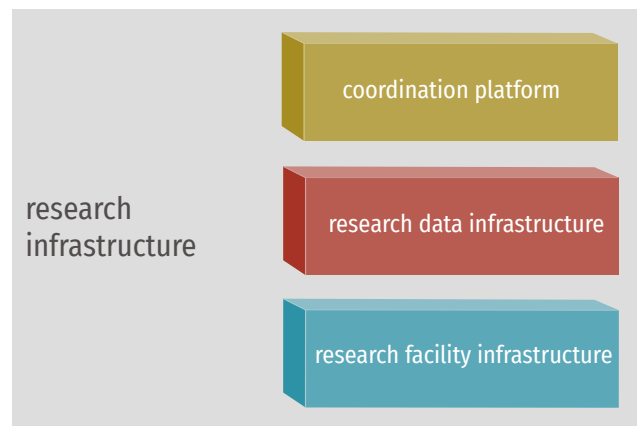 coordination platform
research
infrastructure
research data infrastructure
research facility infrastructure